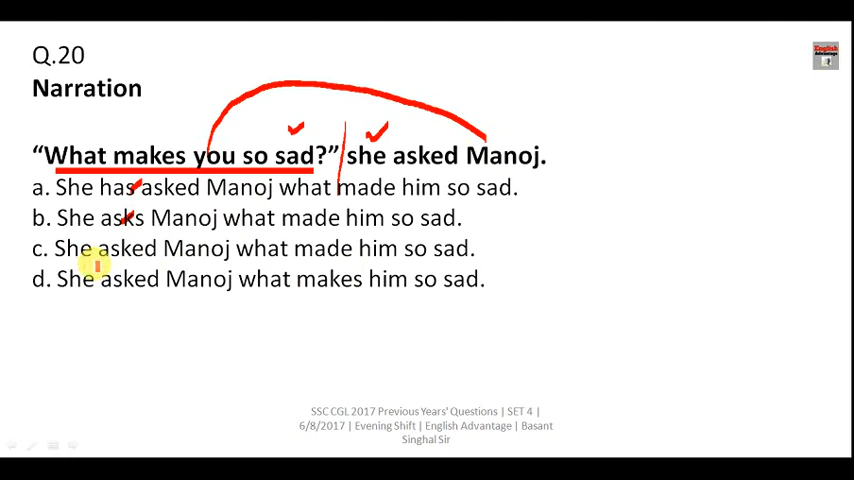 Q.20
English
Advantage
Narration
“What makes you so sad?” she asked Manoj.
a. She has asked Manoj what made him so sad.
b. She asks Manoj what made him so sad.
c. She asked Manoj what made him so sad.
d. She asked Manoj what makes him so sad.
SSC CGL 2017 Previous Years' Questions | SET 4 |
6/8/2017 | Evening Shift | English Advantage | Basant
Singhal Sir